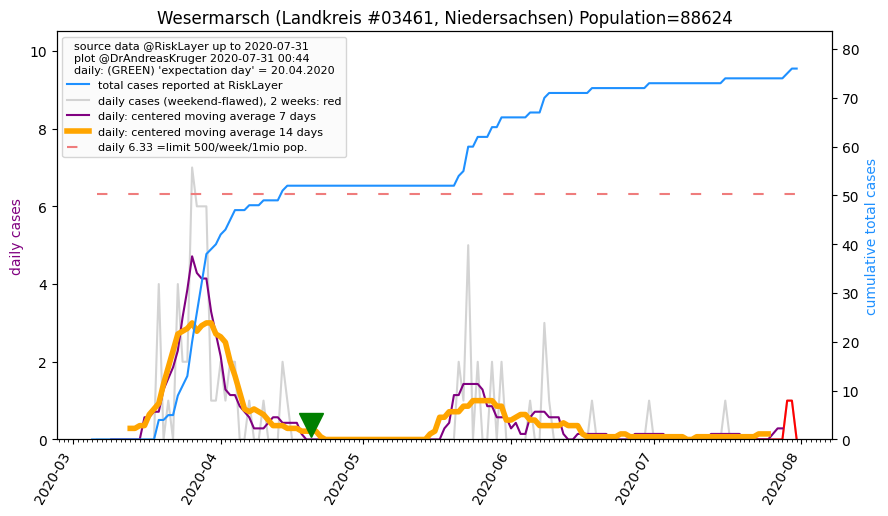 Wesermarsch (Landkreis #03461, Niedersachsen) Population=88624
source data @RiskLayer up to 2020-07-31
plot @DrAndreasKruger 2020-07-31 00:44
daily: (GREEN) 'expectation day' = 20.04.2020
total cases reported at RiskLayer
daily cases (weekend-flawed), 2 weeks: red
daily: centered moving average 7 days
daily: centered moving average 14 days
daily 6.33 =limit 500/week/1mio pop.
daily cases
10
8
6
4
2
0
cumulative total cases
80
70
60
50
40
30
20
10
0
2020-03
2020-04
2020-05
2020-06
2020-07
2020-08